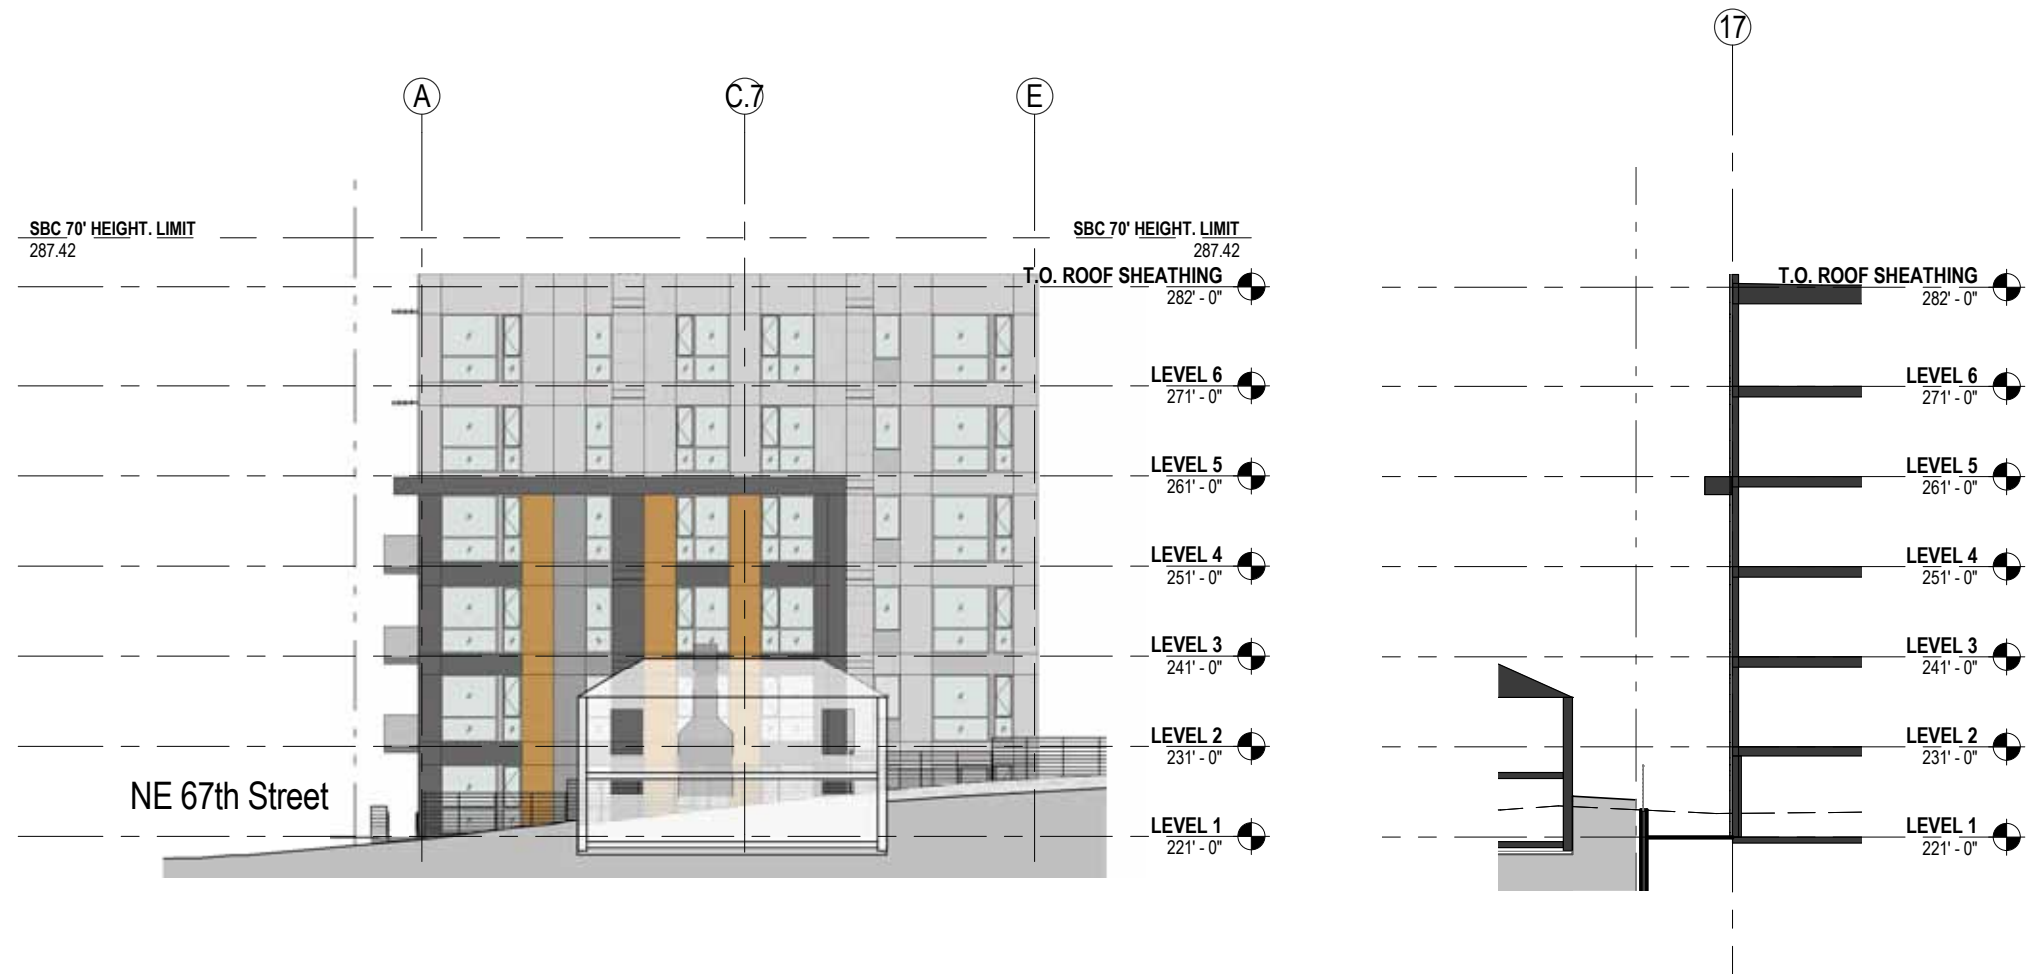 17
A
C.7
E
SBC 70' HEIGHT. LIMIT
287.42
SBC 70' HEIGHT. LIMIT
287.42
T.O. ROOF SHEATHING
282' - 0"
LEVEL 6
271' - 0"
LEVEL 5
261' - 0"
LEVEL 4
251' - 0"
LEVEL 3
241' - 0"
LEVEL 2
231' - 0"
LEVEL 1
221' - 0"
NE 67th Street
T.O. ROOF SHEATHING
282' - 0"
LEVEL 6
271' - 0"
LEVEL 5
261' - 0"
LEVEL 4
251' - 0"
LEVEL 3
241' - 0"
LEVEL 2
231' - 0"
LEVEL 1
221' - 0"